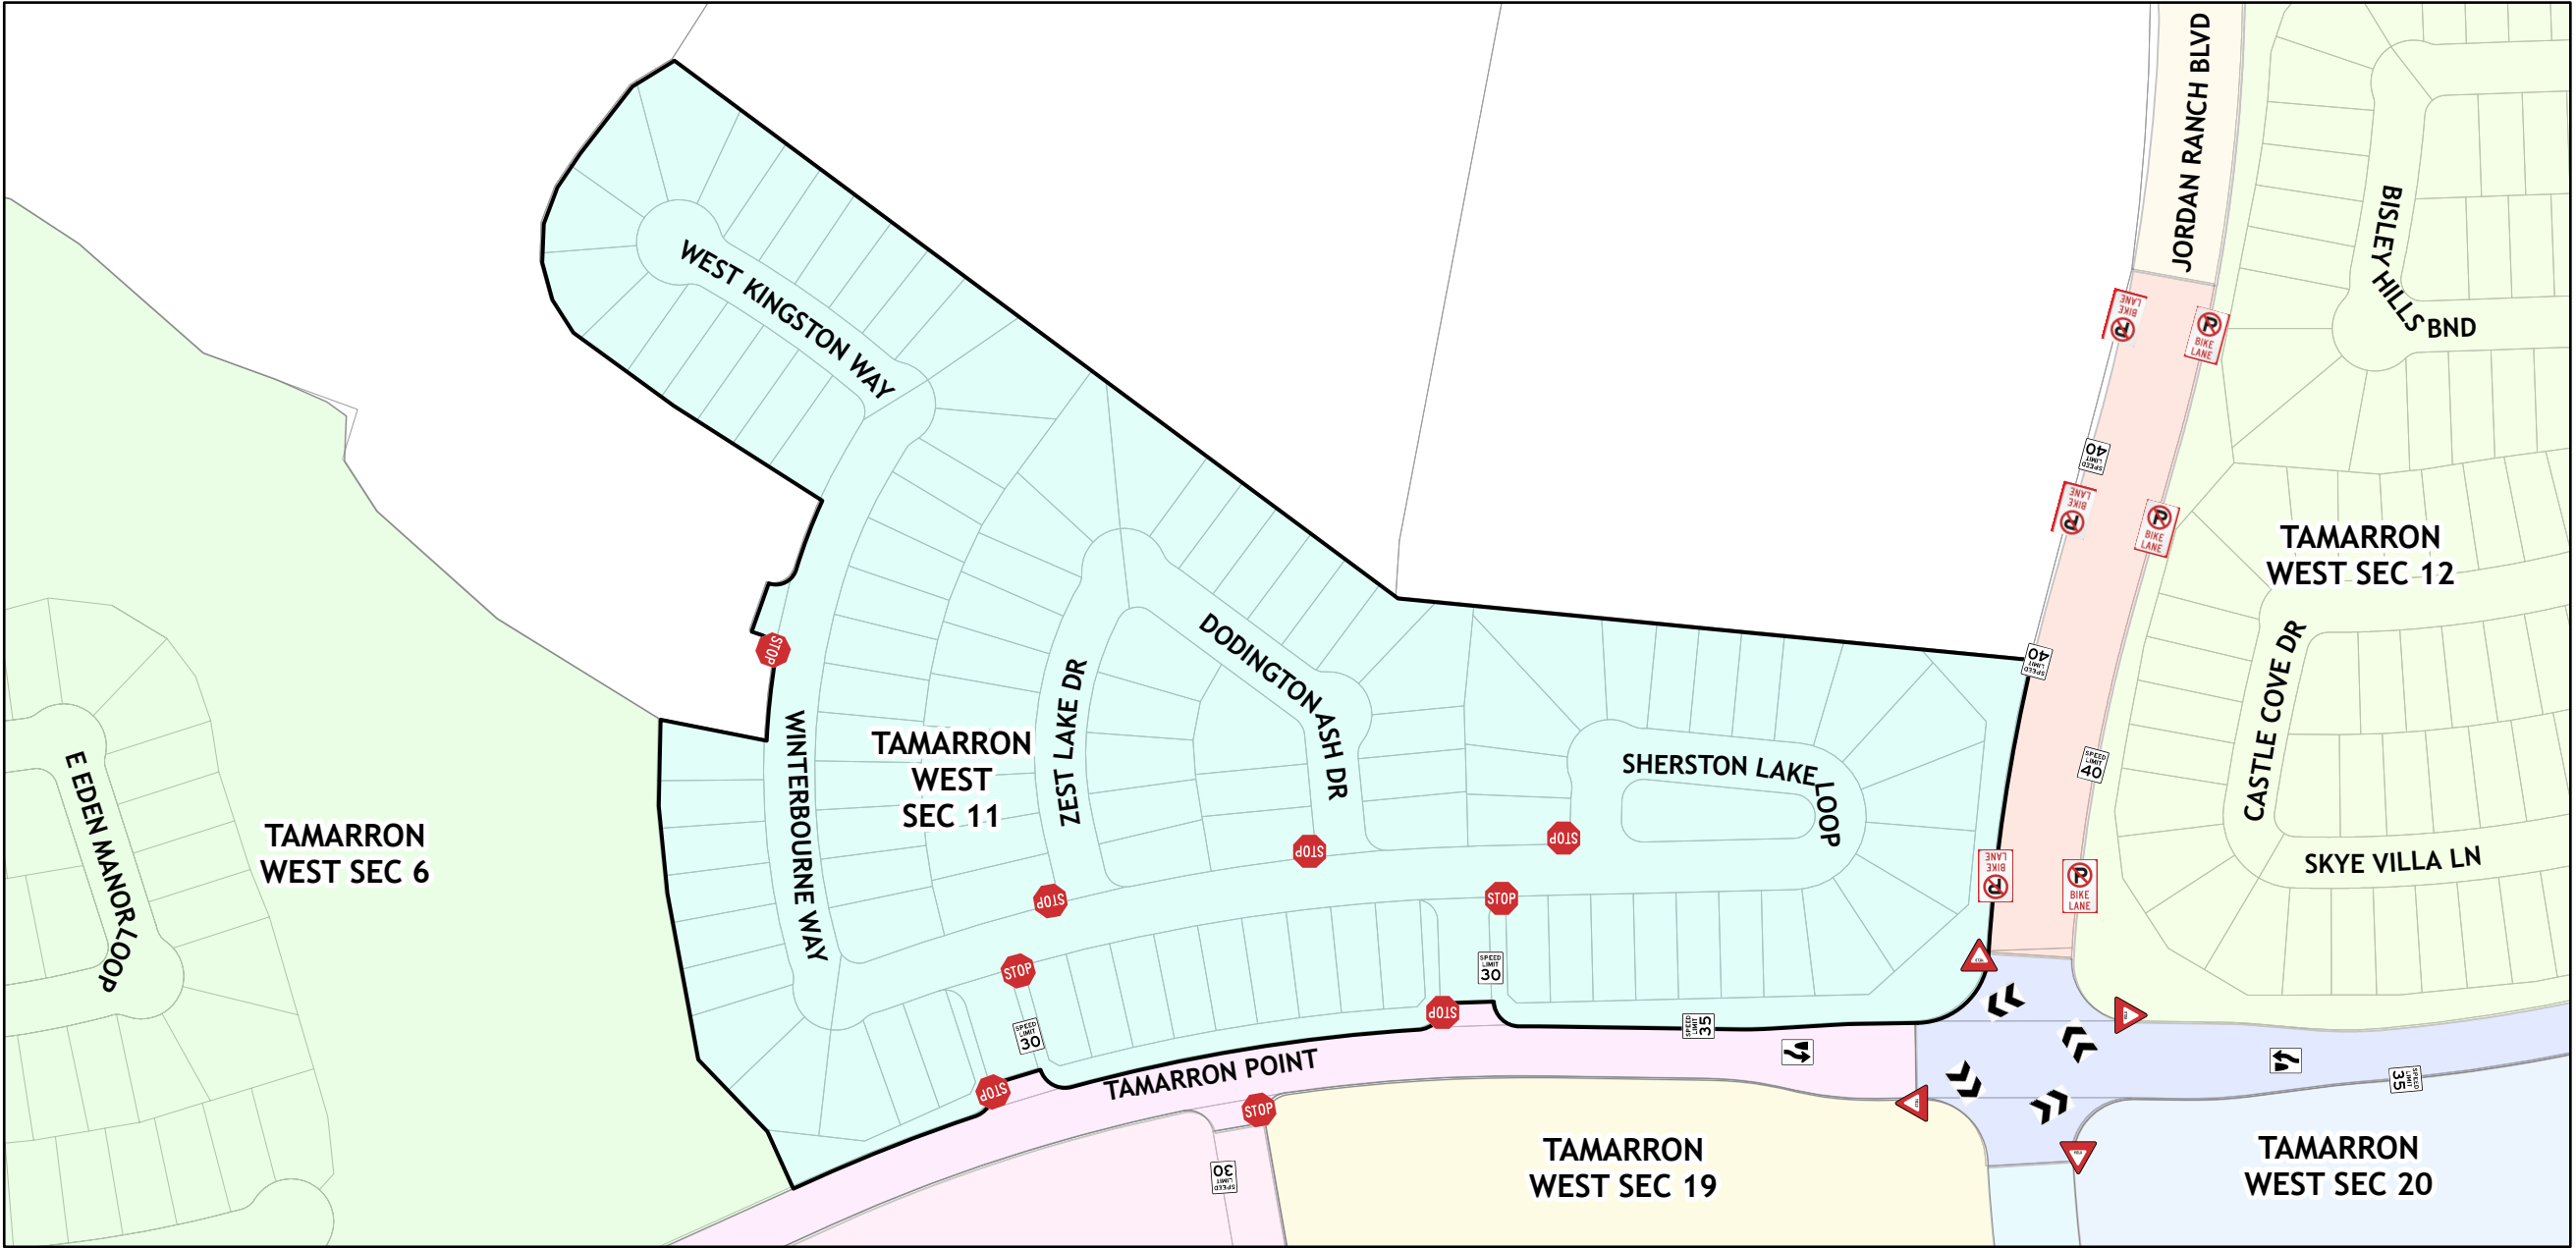 JORDAN RANCH BLVD
BISLEY HILLS BND
WEST KINGSTON WAY
BIKE LANE
BIKE LANE
SPEED LIMIT 40
BIKE LANE
BIKE LANE
TAMARRON
WEST SEC 12
DODINGTON ASH DR
CASTLE COVE DR
STOP
SPEED LIMIT 40
ZEST LAKE DR
WINTERBOURNE WAY
TAMARRON
WEST
SEC 11
SHERSTON LAKE LOOP
SPEED LIMIT 40
E EDEN MANOR LOOP
TAMARRON
WEST SEC 6
STOP
STOP
STOP
STOP
SKYE VILLA LN
BIKE LANE
BIKE LANE
STOP
SPEED LIMIT 30
STOP
SPEED LIMIT 30
SPEED LIMIT 35
TAMARRON POINT
STOP
STOP
SPEED LIMIT 35
SPEED LIMIT 30
TAMARRON
WEST SEC 19
TAMARRON
WEST SEC 20